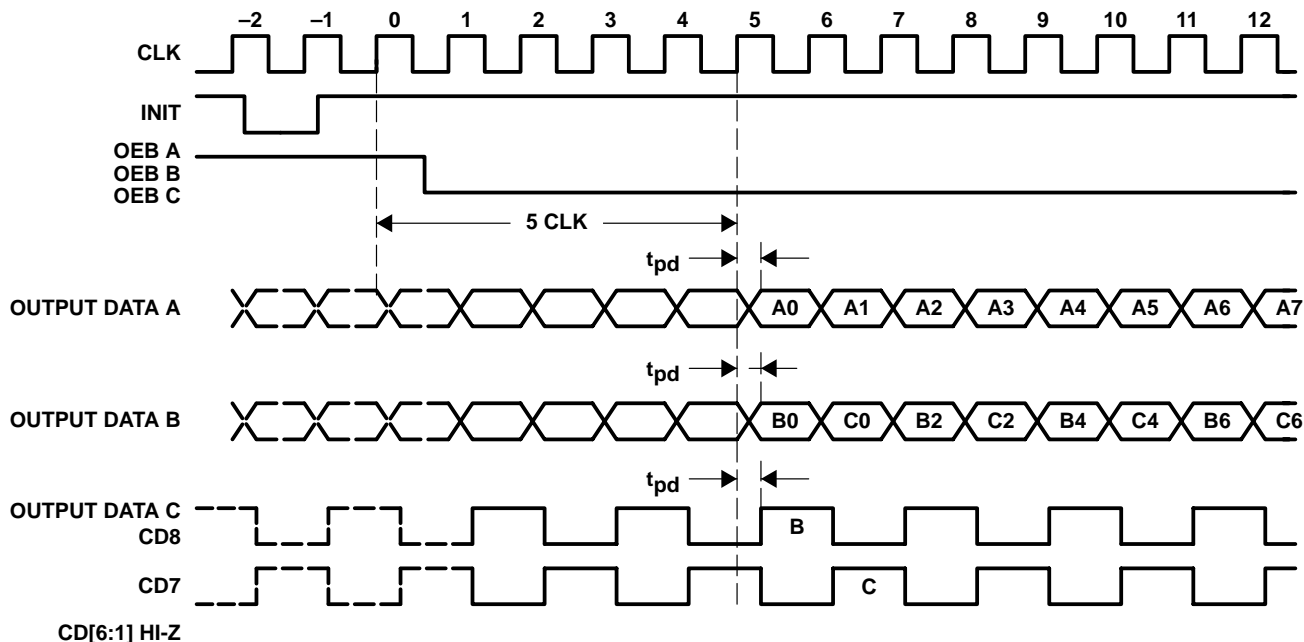 –2 –1 0 1 2 3 4 5 6 7 8 9 10 11 12
CLK
INIT
OEB A
OEB B
OEB C
5 CLK
tpd
OUTPUT DATA A A0 A1 A2 A3 A4 A5 A6 A7
tpd
OUTPUT DATA B B0 C0 B2 C2 B4 C4 B6 C6
tpd
OUTPUT DATA C
CD8 B
CD7 C
CD[6:1] HI-Z